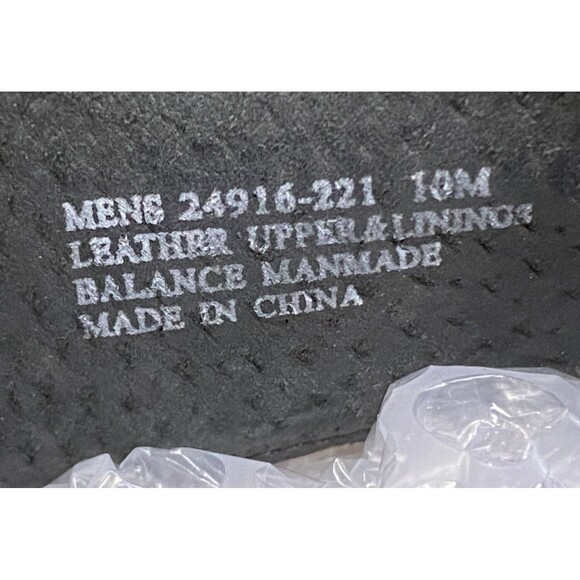 MENS 24916-221 10M
LEATHER UPPER&LININGS
BALANCE MANMADE
MADE IN CHINA